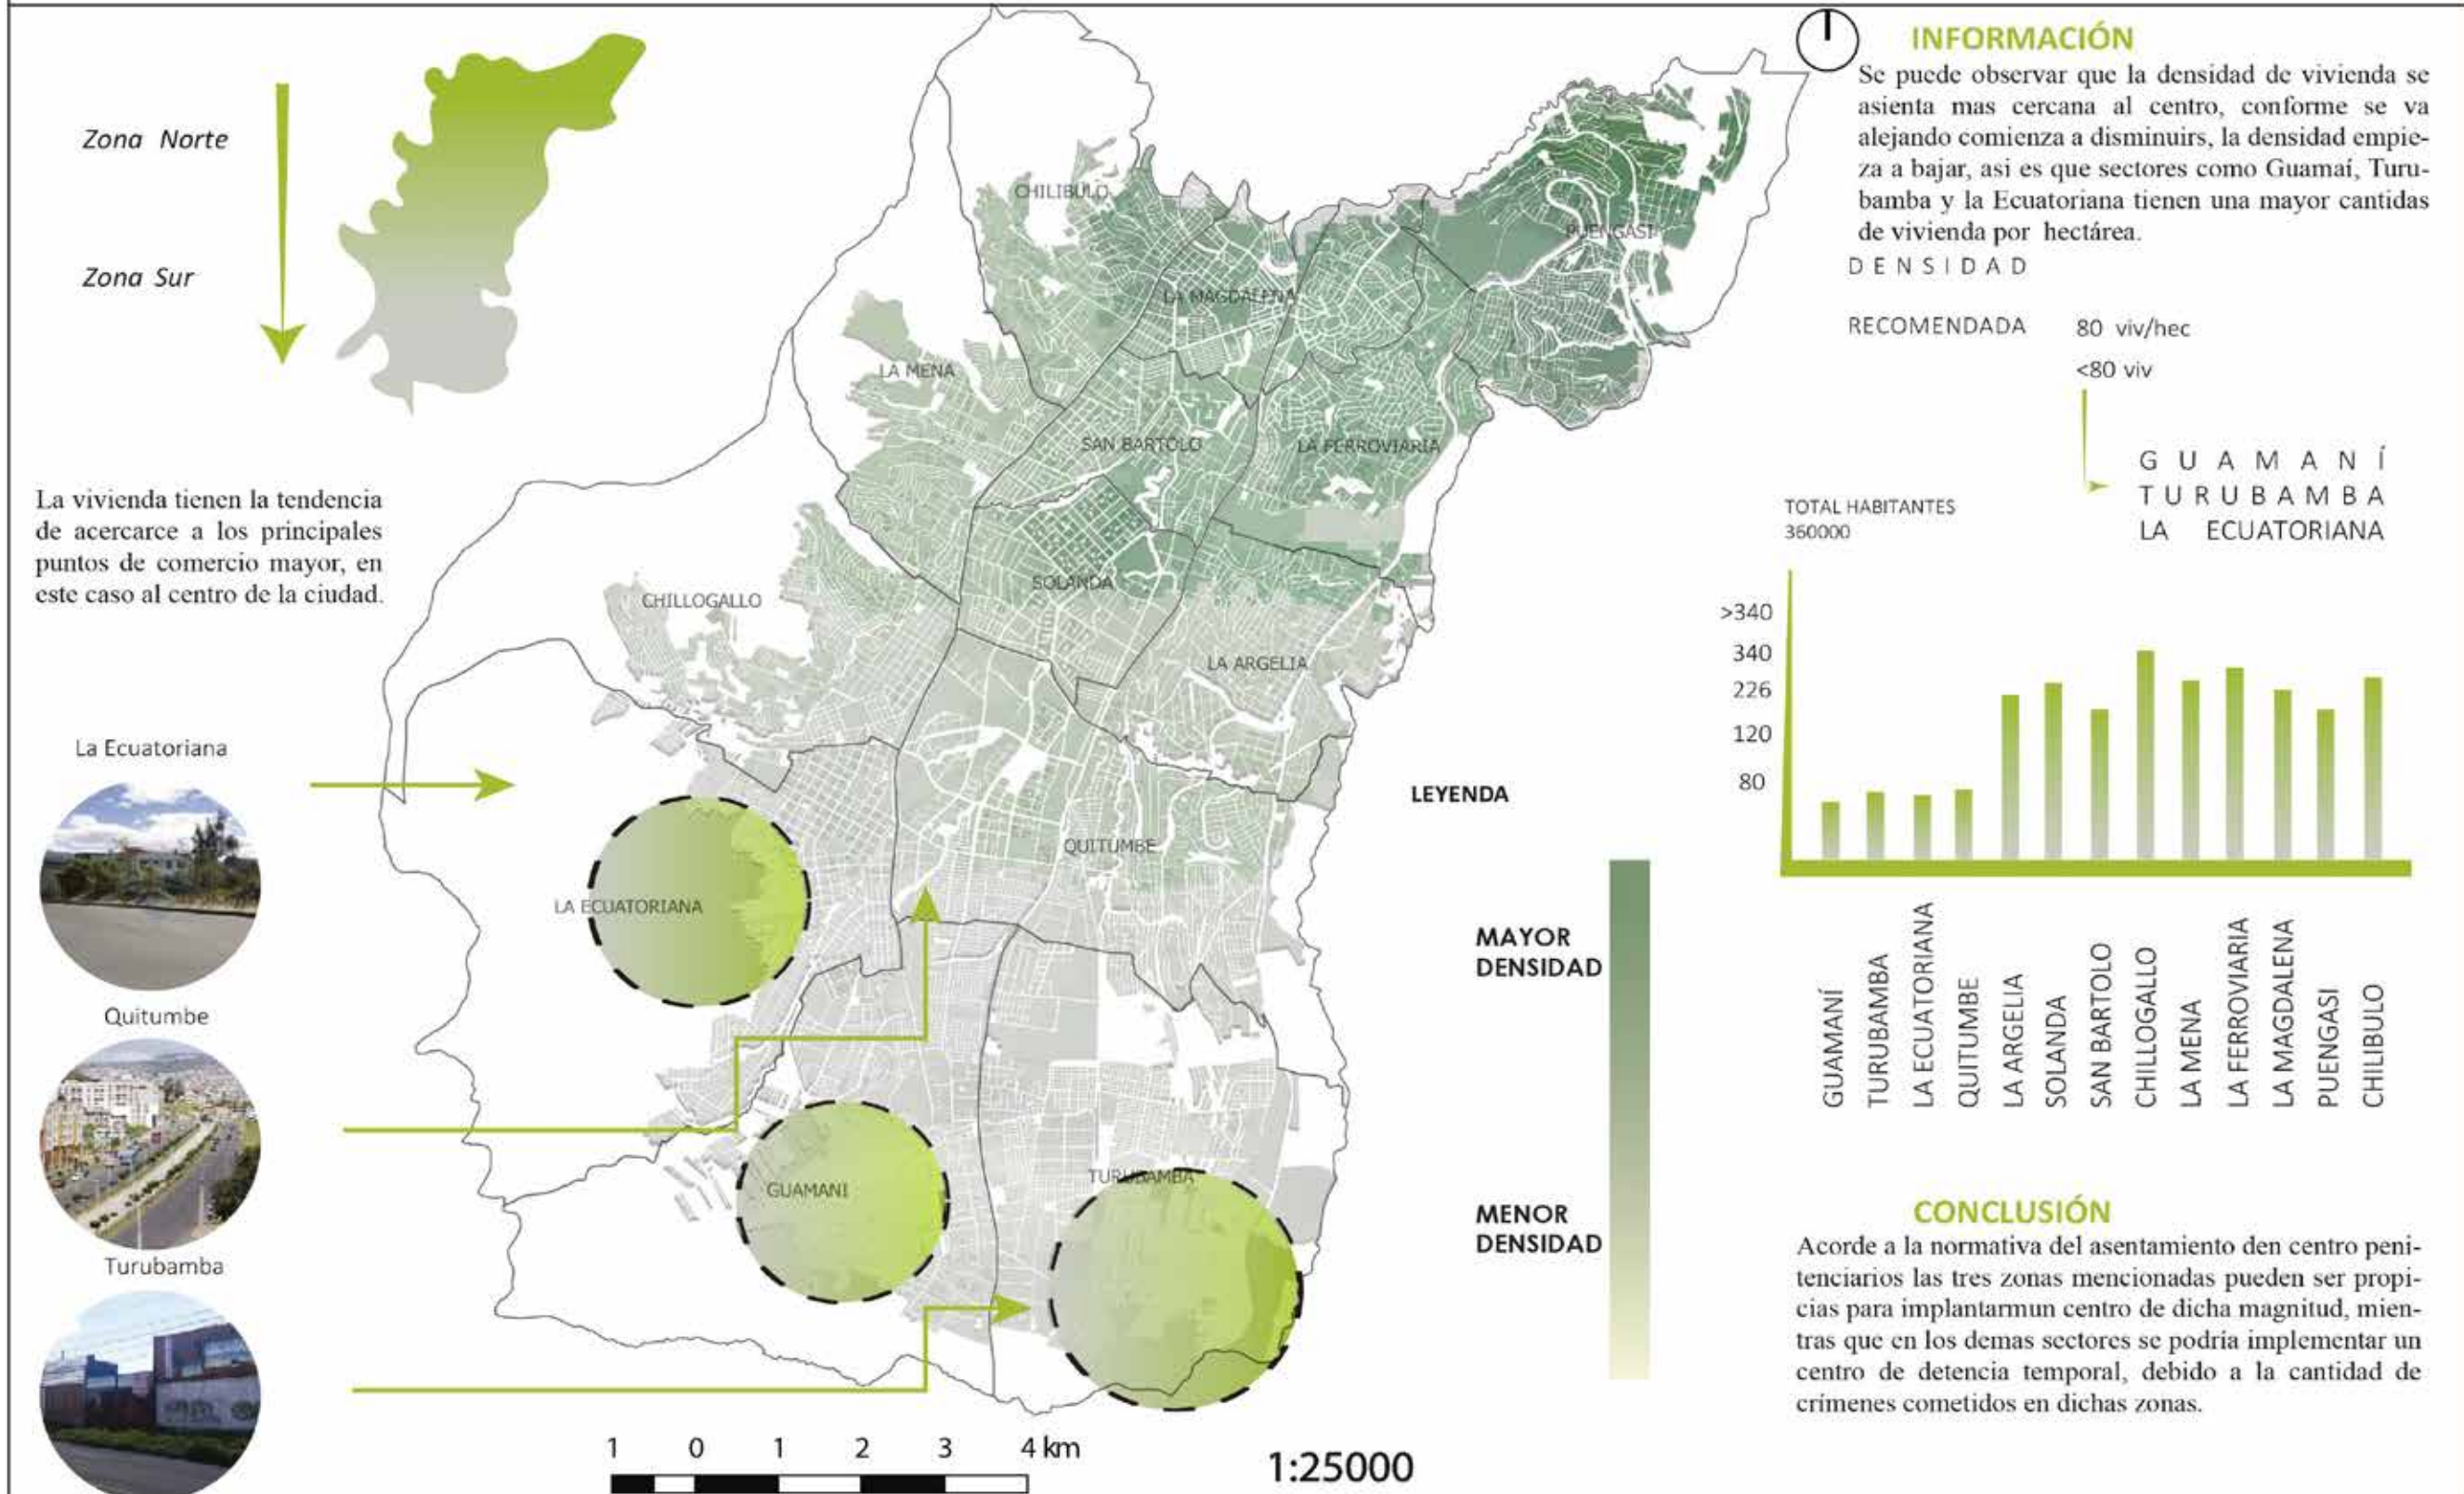 Zona Norte
Zona Sur
La vivienda tienen la tendencia
de acercarce a los principales
puntos de comercio mayor, en
este caso al centro de la ciudad.
La Ecuatoriana
Quitumbe
Turubamba
CHILIBULO
PUENGASI
LA MAGDALENA
LA MENA
SAN BARTOLO
LA FERROVIARIA
SOLANDA
CHILLOGALLO
LA ARGELIA
QUITUMBE
LA ECUATORIANA
GUAMANI
TURUBAMBA
1 0 1 2 3 4 km
1:25000
LEYENDA
MAYOR
DENSIDAD
MENOR
DENSIDAD
INFORMACIÓN
Se puede observar que la densidad de vivienda se
asienta mas cercana al centro, conforme se va
alejando comienza a disminuirs, la densidad empie-
za a bajar, asi es que sectores como Guamaí, Turu-
bamba y la Ecuatoriana tienen una mayor cantidas
de vivienda por hectárea.
DENSIDAD
RECOMENDADA 80 viv/hec
<80 viv
GUAMANÍ
TURUBAMBA
LA ECUATORIANA
TOTAL HABITANTES
360000
>340
340
226
120
80
GUAMANÍ
TURUBAMBA
LA ECUATORIANA
QUITUMBE
LA ARGELIA
SOLANDA
SAN BARTOLO
CHILLOGALLO
LA MENA
LA FERROVIARIA
LA MAGDALENA
PUENGASI
CHILIBULO
CONCLUSIÓN
Acorde a la normativa del asentamiento den centro peni-
tenciarios las tres zonas mencionadas pueden ser propi-
cias para implantarmun centro de dicha magnitud, mien-
tras que en los demas sectores se podría implementar un
centro de detencia temporal, debido a la cantidad de
crímenes cometidos en dichas zonas.